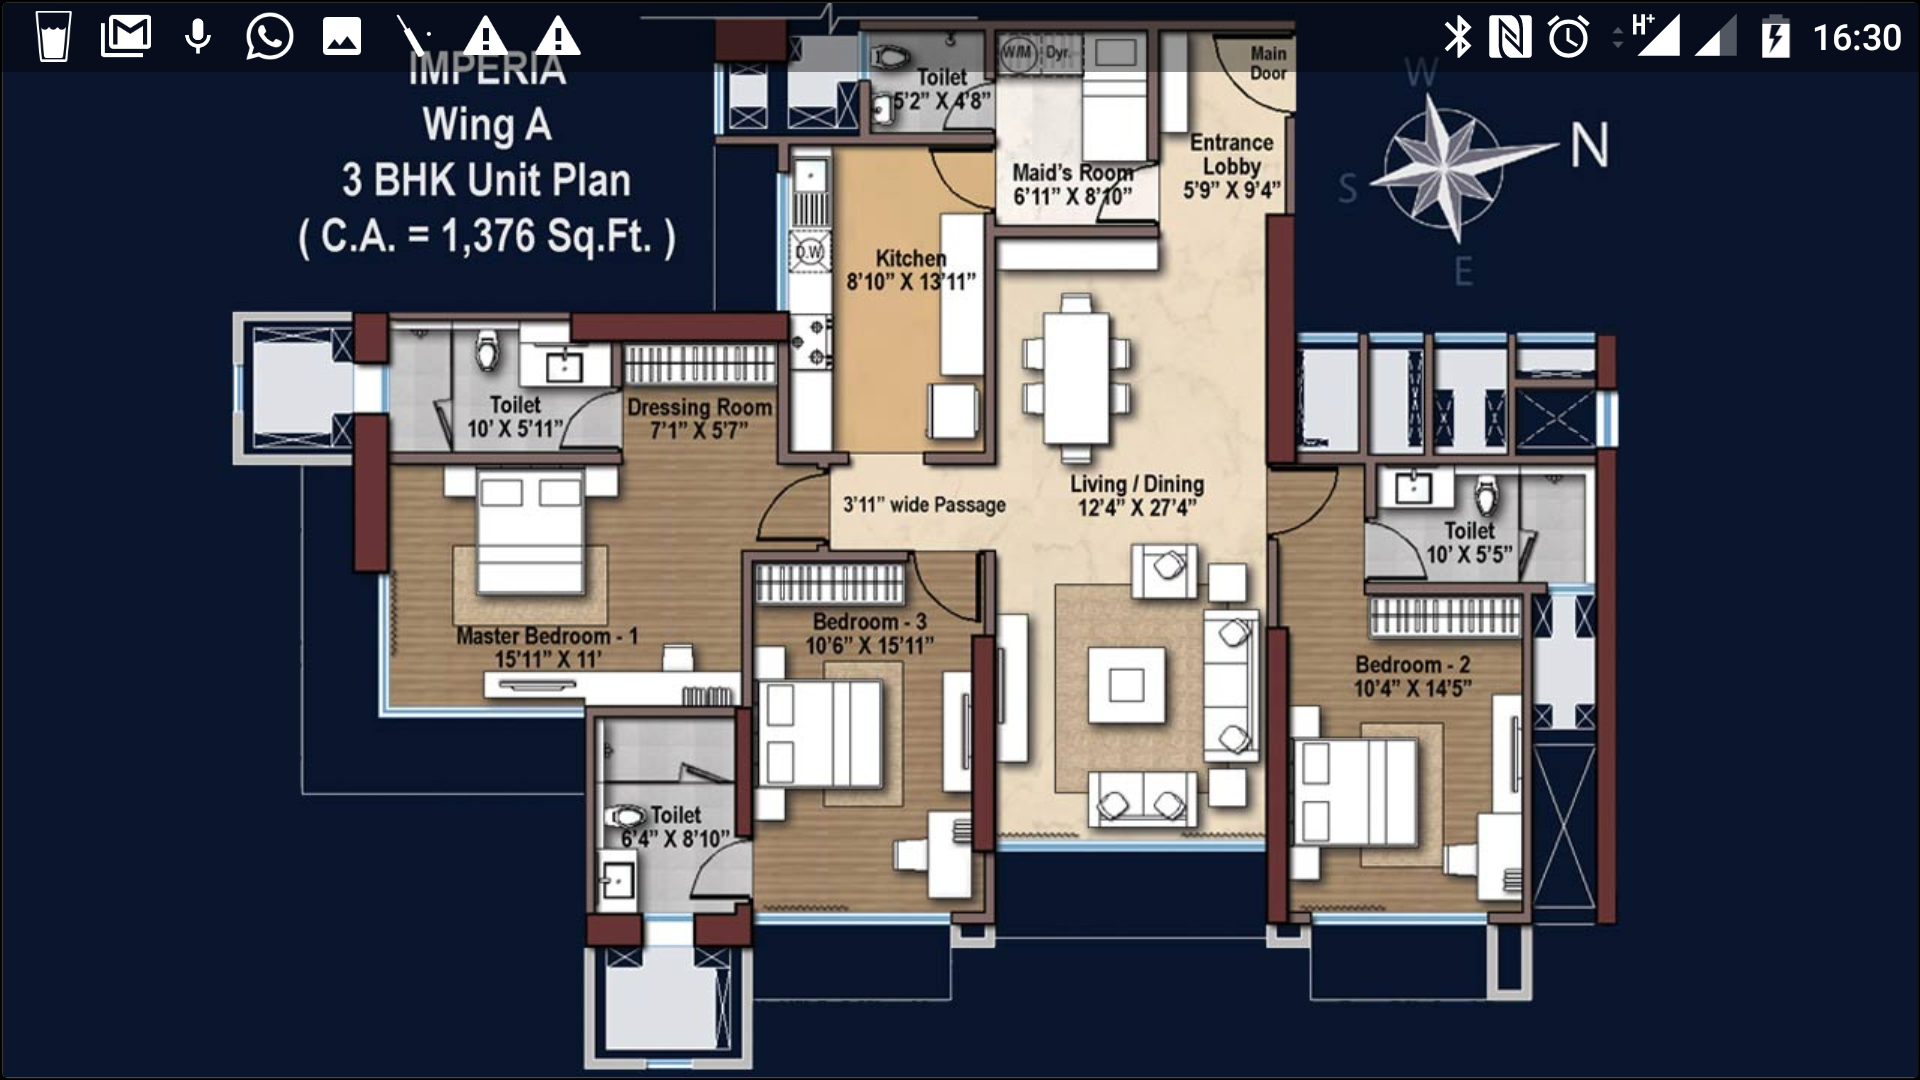 16:30
H+
IMPERIA
Wing A
3 BHK Unit Plan
( C.A. = 1,376 Sq.Ft. )
W
N
S
E
Toilet
5'2” X 4'8”
W/M
Dyr.
Main
Door
Entrance
Lobby
5'9” X 9'4”
Maid's Room
6'11” X 8'10”
D.W
Kitchen
8'10” X 13'11”
Toilet
10' X 5'11”
Dressing Room
7'1” X 5'7”
3'11” wide Passage
Living / Dining
12'4” X 27'4”
Toilet
10' X 5'5”
Master Bedroom - 1
15'11” X 11'
Bedroom - 3
10'6” X 15'11”
Bedroom - 2
10'4” X 14'5”
Toilet
6'4” X 8'10”